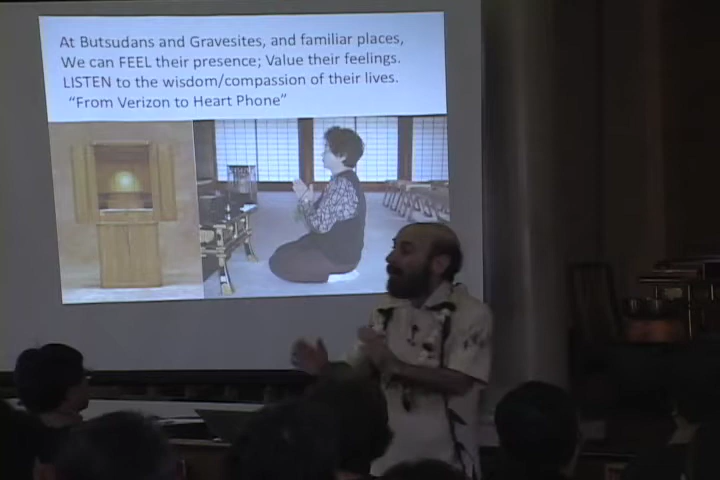 At Butsudans and Gravesites, and familiar places,
We can FEEL their presence; Value their feelings.
LISTEN to the wisdom/compassion of their lives.
“From Verizon to Heart Phone”